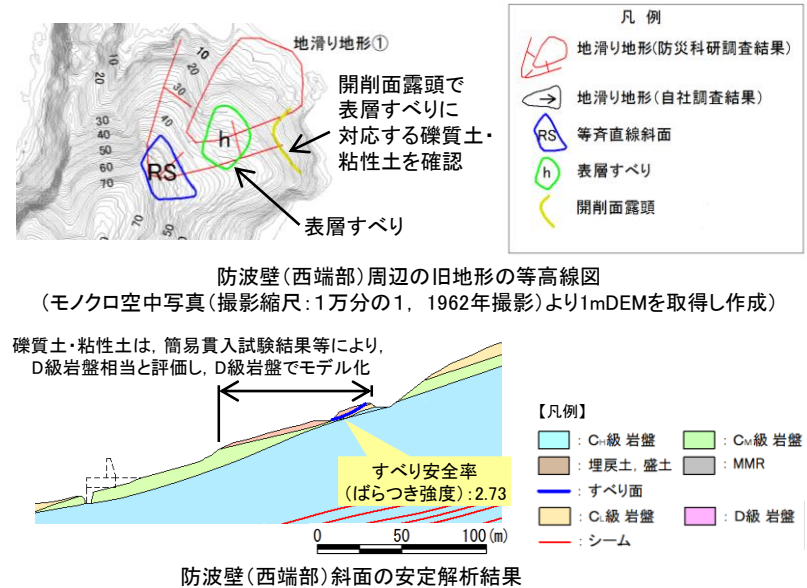 地滑り地形①
開削面露頭で
表層すべりに
対応する礫質土・
粘性土を確認
表層すべり
10
20
10
20
30
40
30
40
50
60
70
50
70
40
h
RS
凡 例
地滑り地形(防災科研調査結果)
地滑り地形(自社調査結果)
RS 等斉直線斜面
h 表層すべり
開削面露頭
防波壁(西端部)周辺の旧地形の等高線図
(モノクロ空中写真(撮影縮尺:1万分の1, 1962年撮影)より1mDEMを取得し作成)
礫質土・粘性土は,簡易貫入試験結果等により,
D級岩盤相当と評価し,D級岩盤でモデル化
すべり安全率
(ばらつき強度):2.73
0 50 100(m)
【凡例】
:CH級 岩盤 :CM級 岩盤
:埋戻土,盛土 :MMR
:すべり面
:CL級 岩盤 :D級 岩盤
:シーム
防波壁(西端部)斜面の安定解析結果